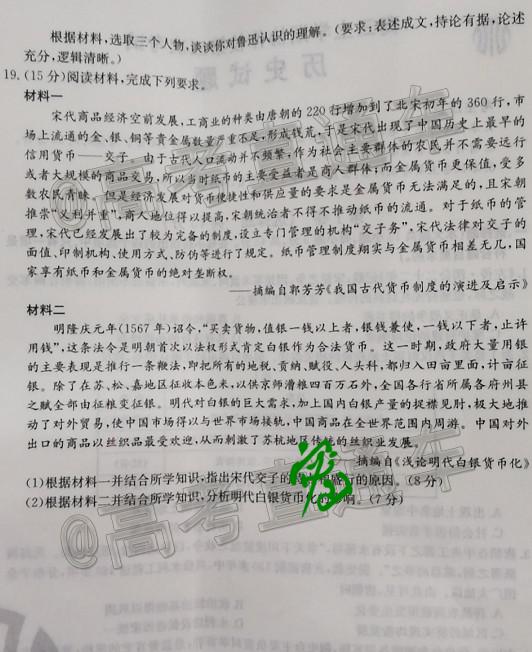 根据材料，选取三个人物，谈谈你对鲁迅认识的理解。（要求：表述成文，持论有据，论述
充分，逻辑清晰。）
19.(15分)阅读材料，完成下列要求。
材料一
宋代商品经济空前发展，工商业的种类由唐朝的220行增加到了北宋初年的360行，市
场上流通的金、银、铜等贵金属数量严重不足，形成钱荒，于是宋代出现了中国历史上最早的
信用货币——交子。由于古代人口流动并不频繁，作为社会主要群体的农民并不需要远行
或者大规模的商品交易，所以当时纸币的主要受益者是商人群体；而金属货币更保值，受多
数农民青睐。但是经济发展对货币便捷性和供应量的要求是金属货币无法满足的，且宋朝
推崇“义利并重”，商人地位得以提高，宋朝统治者不得不推动纸币的流通。对于纸币的管
理，宋代已经发展出了较为完备的制度，设立专门管理的机构“交子务”，宋代法律对交子的
面值、印制机构、使用方式、防伪等进行了规定。纸币管理制度翔实与金属货币相差无几，国
家享有纸币和金属货币的绝对垄断权。
——摘编自郭芳芳《我国古代货币制度的演进及启示》
材料二
明隆庆元年(1567年)诏令，“买卖货物，值银一钱以上者，银钱兼使，一钱以下者，止许
用钱”，这条法令是明朝首次以法权形式肯定白银作为合法货币。这一时期，政府大量用银
的主要表现是推行一条鞭法，即把所有的地税、贡纳、赋役、人头税，都归入田亩里面，计亩征
银。除了在苏、松、嘉地区征收本色米，以供京师漕粮四百万石外，全国各行省所属各府州县
之赋全部由征粮变征银。明代对白银的巨大需求，加上国内白银产量的捉襟见肘，极大地推
动了对外贸易，使中国市场得以与世界市场接轨，中国商品在全世界范围内周游。中国对外
出口的商品以丝织品最受欢迎，从而刺激了苏杭地区传统的丝织业发展。
摘编自《浅论明代白银货币化》
(1)根据材料一并结合所学知识，指出宋代交子的 行的原因。(8分)
(2)根据材料二并结合所学知识，分析明代白银货币化 响。(7分)
@高考直通车
@高考直通车